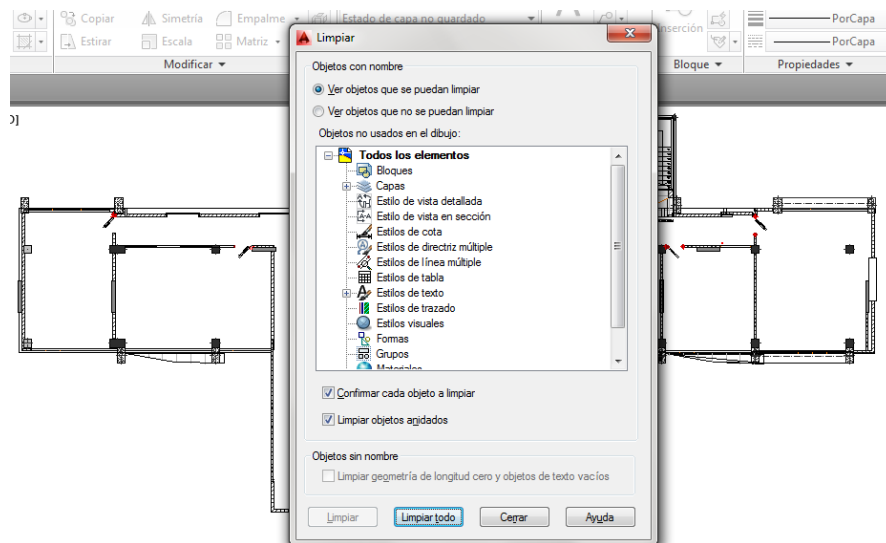 Copiar Simetría Empalme Estado de capa no guardado PorCapa
Estirar Escala Matriz Inserción PorCapa
Modificar Bloque Propiedades
Limpiar
Objetos con nombre
Ver objetos que se puedan limpiar
Ver objetos que no se puedan limpiar
Objetos no usados en el dibujo:
Todos los elementos
Bloques
Capas
Estilo de vista detallada
Estilo de vista en sección
Estilos de cota
Estilos de directriz múltiple
Estilos de línea múltiple
Estilos de tabla
Estilos de texto
Estilos de trazado
Estilos visuales
Formas
Grupos
Materiales
Confirmar cada objeto a limpiar
Limpiar objetos anidados
Objetos sin nombre
Limpiar geometría de longitud cero y objetos de texto vacíos
Limpiar Limpiar todo Cerrar Ayuda